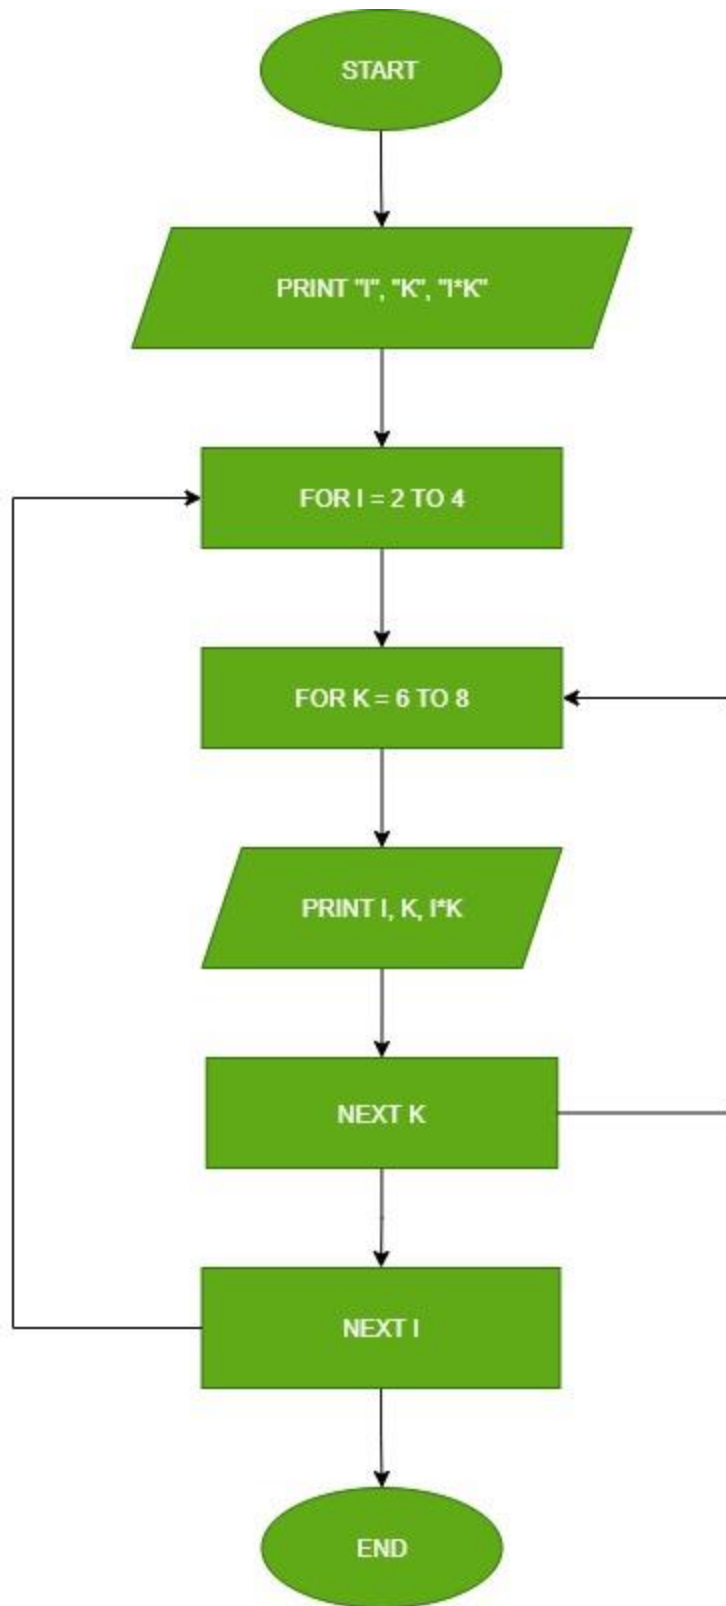 START
PRINT "I", "K", "I*K"
FOR I = 2 TO 4
FOR K = 6 TO 8
PRINT I, K, I*K
NEXT K
NEXT I
END